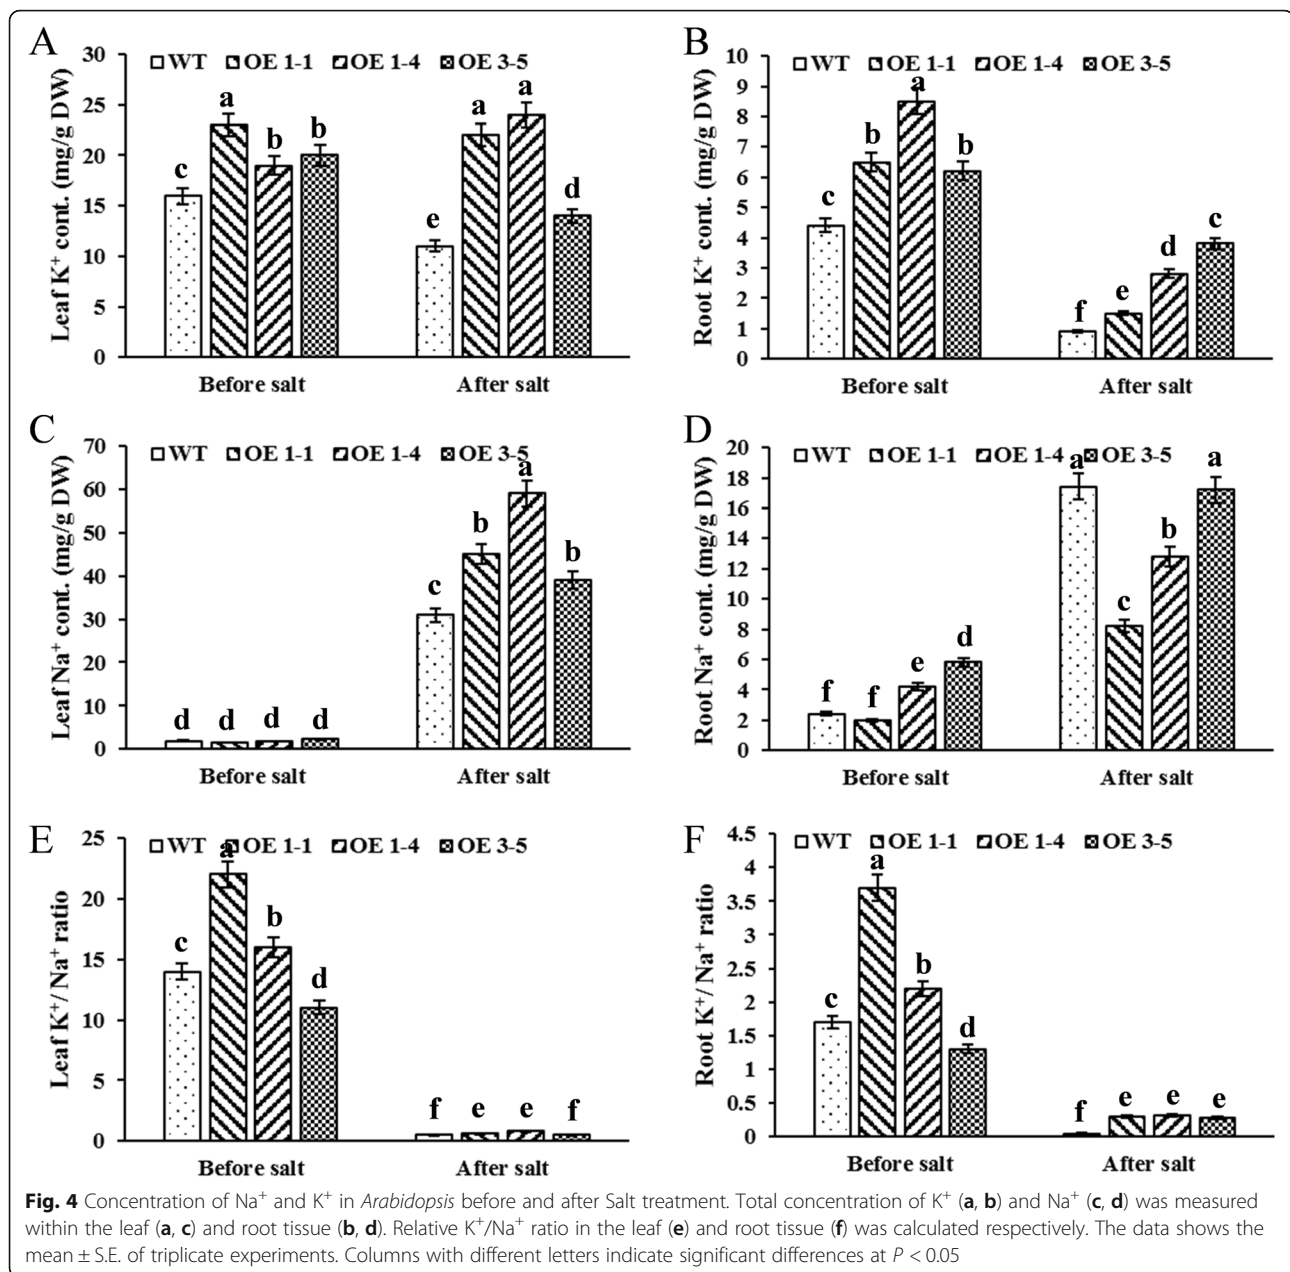 A
30
WT OE 1-1 OE 1-4 OE 3-5
25
20
15
10
5
0
Leaf K⁺ cont. (mg/g DW)
c a b b e a a d
Before salt After salt
B
10
9
8
7
6
5
4
3
2
1
0
WT OE 1-1 OE 1-4 OE 3-5
Root K⁺ cont. (mg/g DW)
c b a b f e d c
Before salt After salt
C
70
60
50
40
30
20
10
0
WT OE 1-1 OE 1-4 OE 3-5
Leaf Na⁺ cont. (mg/g DW)
d d d d c b a b
Before salt After salt
D
20
18
16
14
12
10
8
6
4
2
0
WT OE 1-1 OE 1-4 OE 3-5
Root Na⁺ cont. (mg/g DW)
f f e d a c b a
Before salt After salt
E
25
20
15
10
5
0
WT OE 1-1 OE 1-4 OE 3-5
Leaf K⁺/ Na⁺ ratio
c a b d f e e f
Before salt After salt
F
4.5
4
3.5
3
2.5
2
1.5
1
0.5
0
WT OE 1-1 OE 1-4 OE 3-5
Root K⁺/ Na⁺ ratio
c a b d f e e e
Before salt After salt
Fig. 4 Concentration of Na⁺ and K⁺ in Arabidopsis before and after Salt treatment. Total concentration of K⁺ (a, b) and Na⁺ (c, d) was measured
within the leaf (a, c) and root tissue (b, d). Relative K⁺/Na⁺ ratio in the leaf (e) and root tissue (f) was calculated respectively. The data shows the
mean ± S.E. of triplicate experiments. Columns with different letters indicate significant differences at P < 0.05